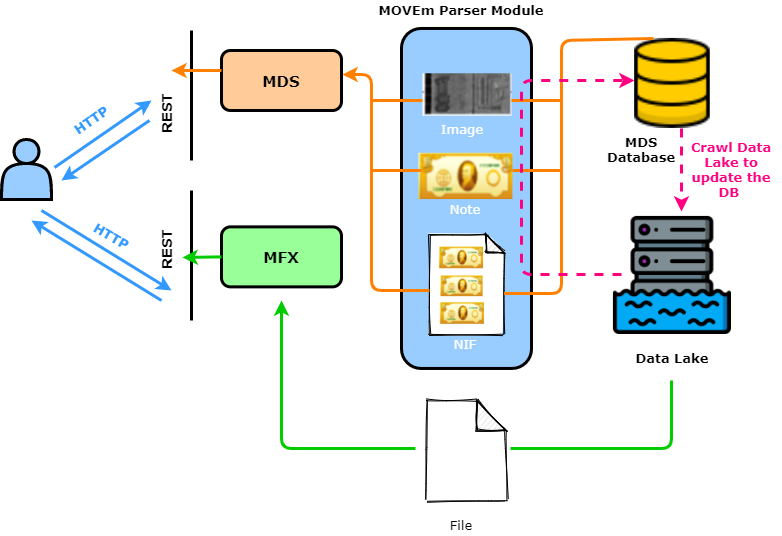 MOVEm Parser Module
MDS
REST
HTTP
Image
Note
NIF
MDS
Database
Crawl Data
Lake to
update the
DB
HTTP
REST
MFX
Data Lake
File